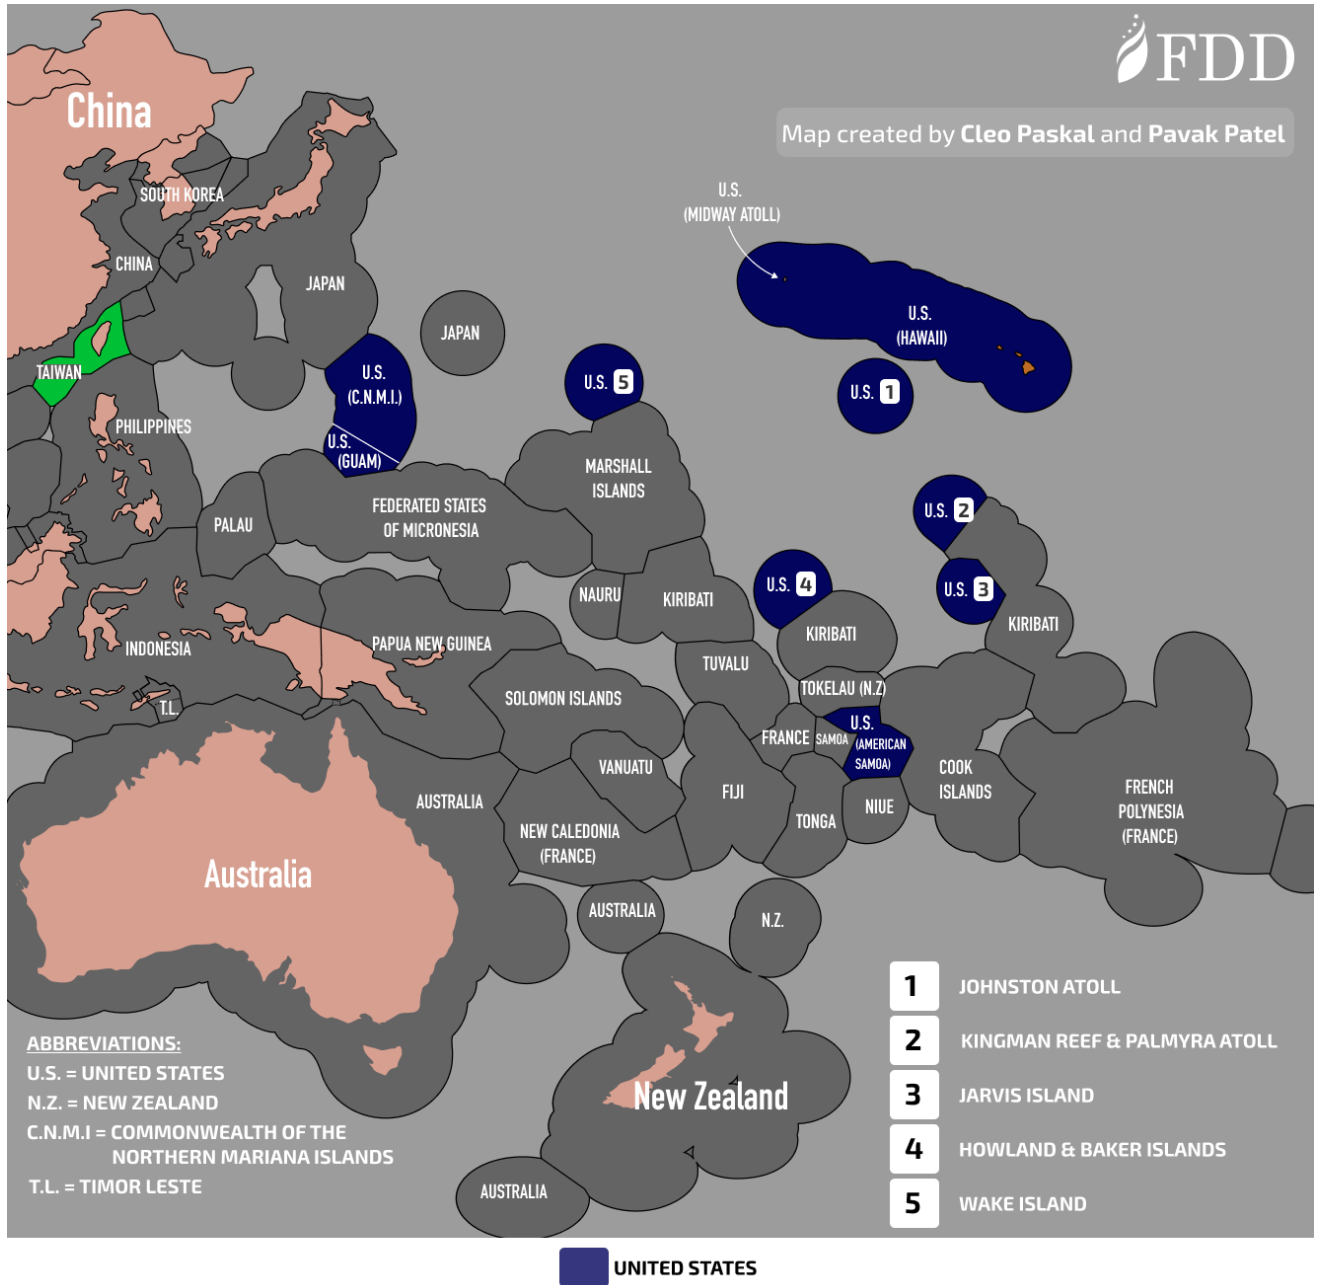 FDD
China
Map created by Cleo Paskal and Pavak Patel
SOUTH KOREA
U.S.
(MIDWAY ATOLL)
CHINA
JAPAN
JAPAN
U.S.
(HAWAII)
TAIWAN
U.S.
(C.N.M.I.)
U.S. 5
U.S. 1
PHILIPPINES
U.S.
(GUAM)
MARSHALL
ISLANDS
PALAU
FEDERATED STATES
OF MICRONESIA
U.S. 2
U.S. 4
U.S. 3
NAURU
KIRIBATI
KIRIBATI
KIRIBATI
INDONESIA
PAPUA NEW GUINEA
TUVALU
TOKELAU (N.Z)
T.L.
SOLOMON ISLANDS
FRANCE
SAMOA
U.S.
(AMERICAN
SAMOA)
VANUATU
AUSTRALIA
FIJI
TONGA
NIUE
COOK
ISLANDS
FRENCH
POLYNESIA
(FRANCE)
NEW CALEDONIA
(FRANCE)
Australia
AUSTRALIA
N.Z.
New Zealand
AUSTRALIA
ABBREVIATIONS:
U.S. = UNITED STATES
N.Z. = NEW ZEALAND
C.N.M.I = COMMONWEALTH OF THE
NORTHERN MARIANA ISLANDS
T.L. = TIMOR LESTE
1 JOHNSTON ATOLL
2 KINGMAN REEF & PALMYRA ATOLL
3 JARVIS ISLAND
4 HOWLAND & BAKER ISLANDS
5 WAKE ISLAND
UNITED STATES